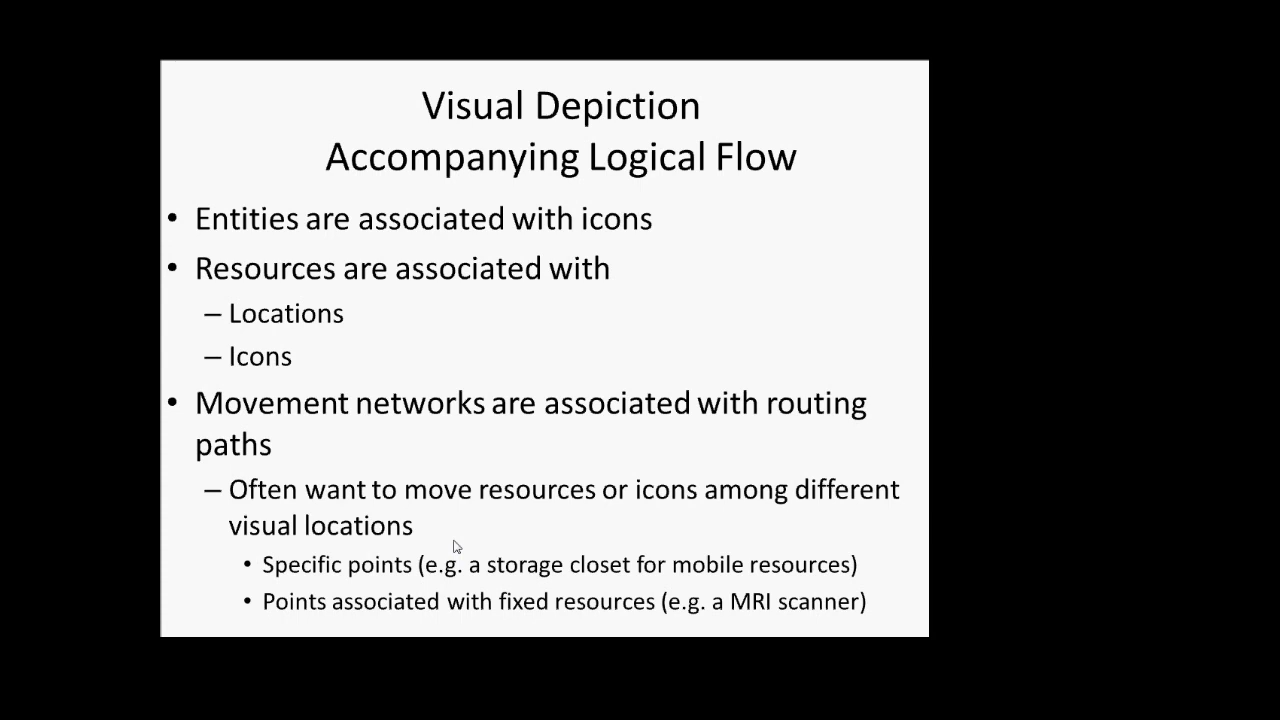 Visual Depiction
Accompanying Logical Flow
• Entities are associated with icons
• Resources are associated with
– Locations
– Icons
• Movement networks are associated with routing
paths
– Often want to move resources or icons among different
visual locations
• Specific points (e.g. a storage closet for mobile resources)
• Points associated with fixed resources (e.g. a MRI scanner)